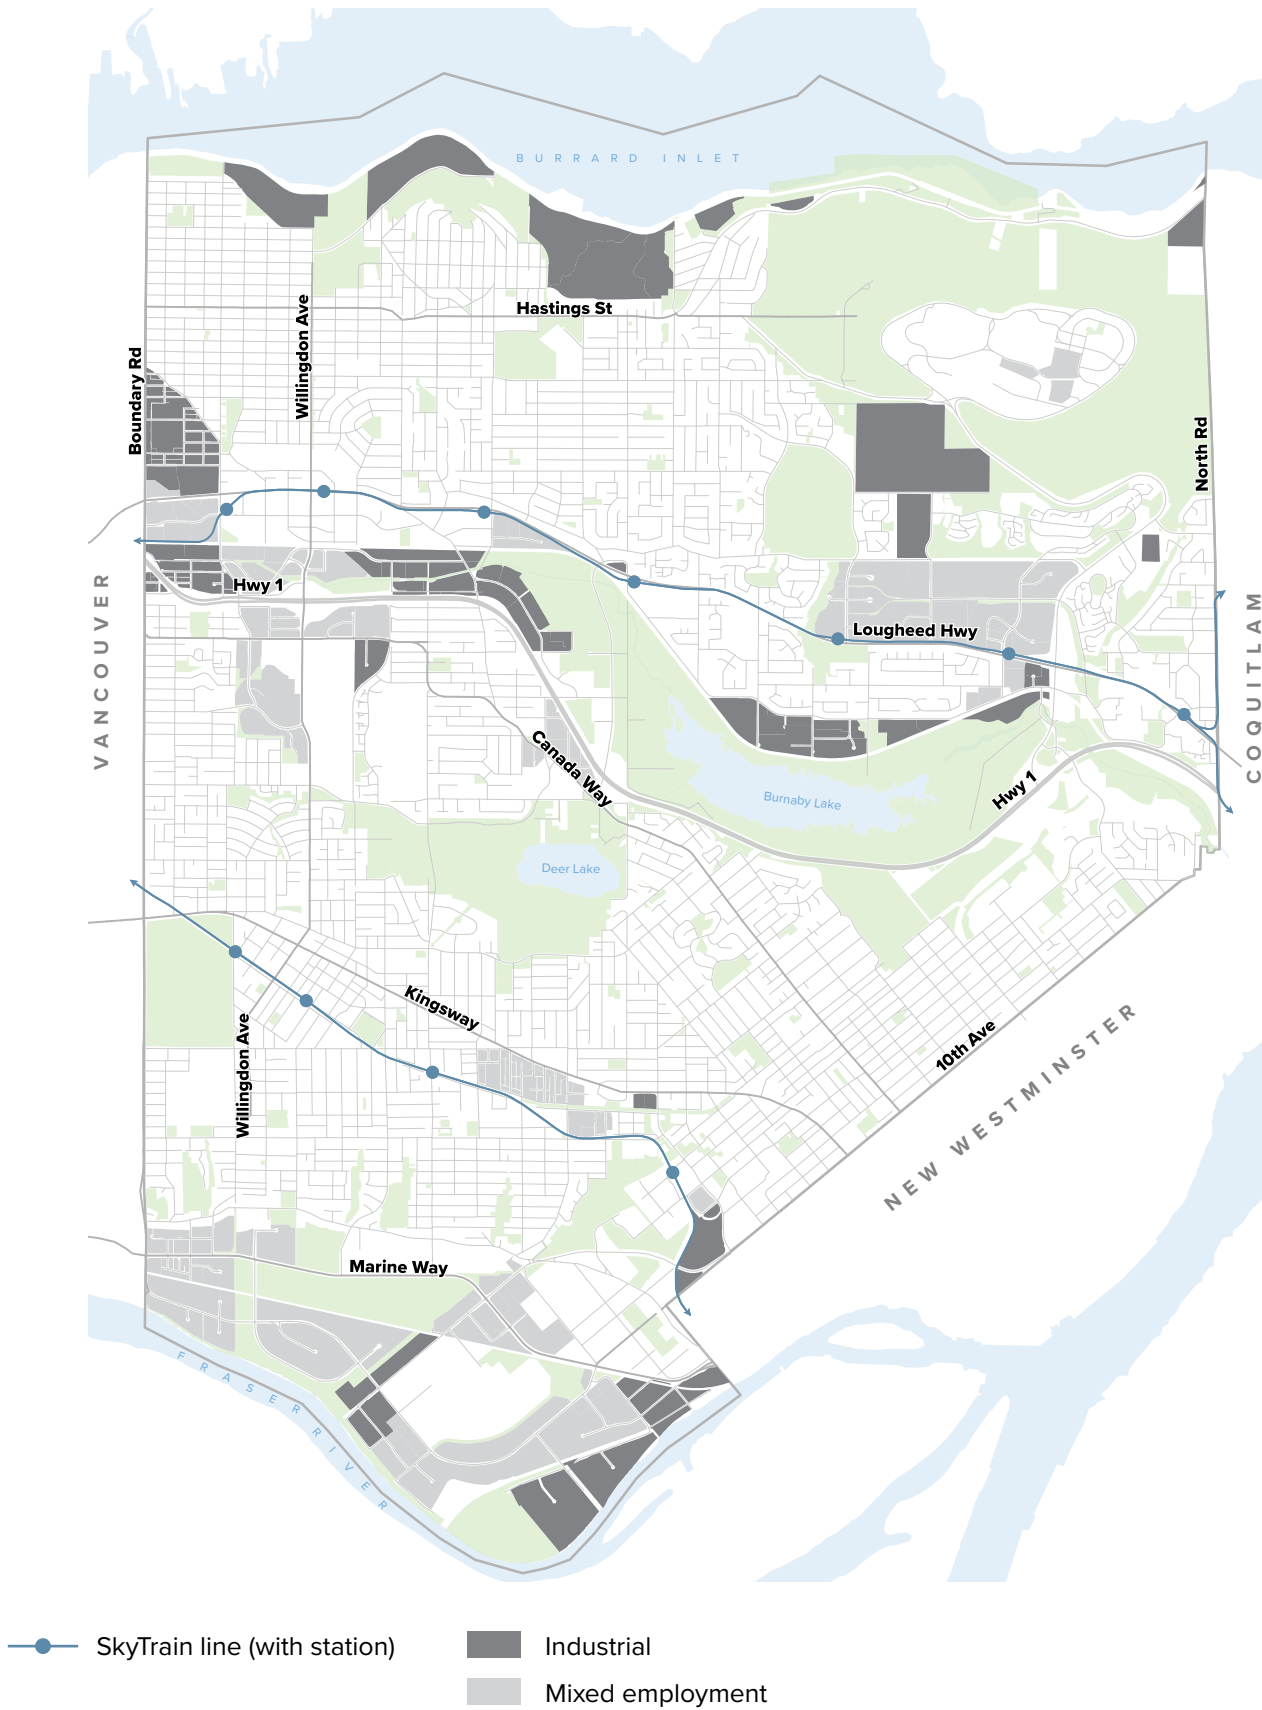 BURRARD INLET
Hastings St
Willingdon Ave
Boundary Rd
North Rd
Hwy 1
Lougheed Hwy
VANCOUVER
COQUITLAM
Canada Way
Hwy 1
Burnaby Lake
Deer Lake
Kingsway
Willingdon Ave
10th Ave
NEW WESTMINSTER
Marine Way
FRASER RIVER
SkyTrain line (with station)
Industrial
Mixed employment